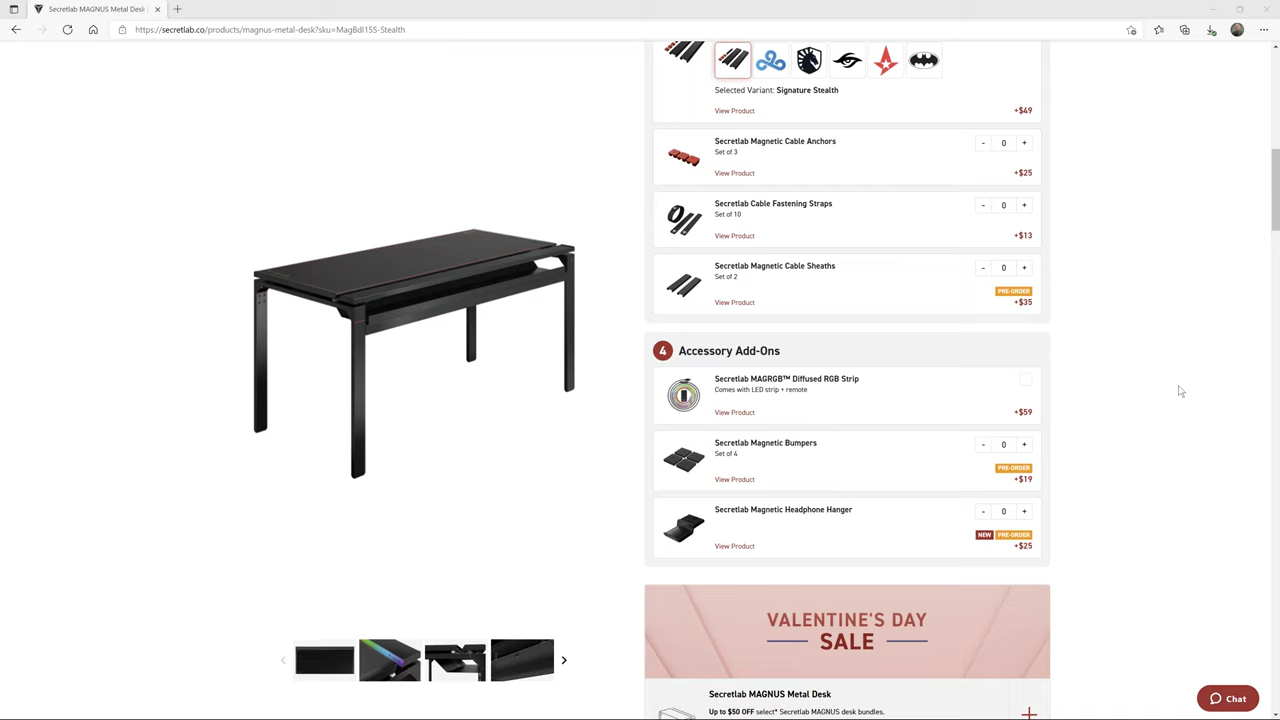 Secretlab MAGNUS Metal Desk
https://secretlab.co/products/magnus-metal-desk?sku=MagBdl15S-Stealth
Selected Variant: Signature Stealth
View Product
+$49
Secretlab Magnetic Cable Anchors
Set of 3
- 0 +
View Product
+$25
Secretlab Cable Fastening Straps
Set of 10
- 0 +
View Product
+$13
Secretlab Magnetic Cable Sheaths
Set of 2
- 0 +
PRE-ORDER
View Product
+$35
4 Accessory Add-Ons
Secretlab MAGRGB™ Diffused RGB Strip
Comes with LED strip + remote
View Product
+$59
Secretlab Magnetic Bumpers
Set of 4
- 0 +
PRE-ORDER
View Product
+$19
Secretlab Magnetic Headphone Hanger
- 0 +
NEW PRE-ORDER
View Product
+$25
VALENTINE'S DAY
SALE
Secretlab MAGNUS Metal Desk
Up to $50 OFF select* Secretlab MAGNUS desk bundles.
+
Chat